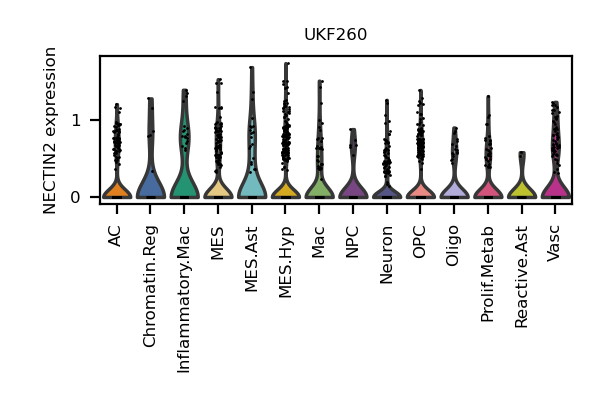 UKF260
NECTIN2 expression
1
0
AC
Chromatin.Reg
Inflammatory.Mac
MES
MES.Ast
MES.Hyp
Mac
NPC
Neuron
OPC
Oligo
Prolif.Metab
Reactive.Ast
Vasc